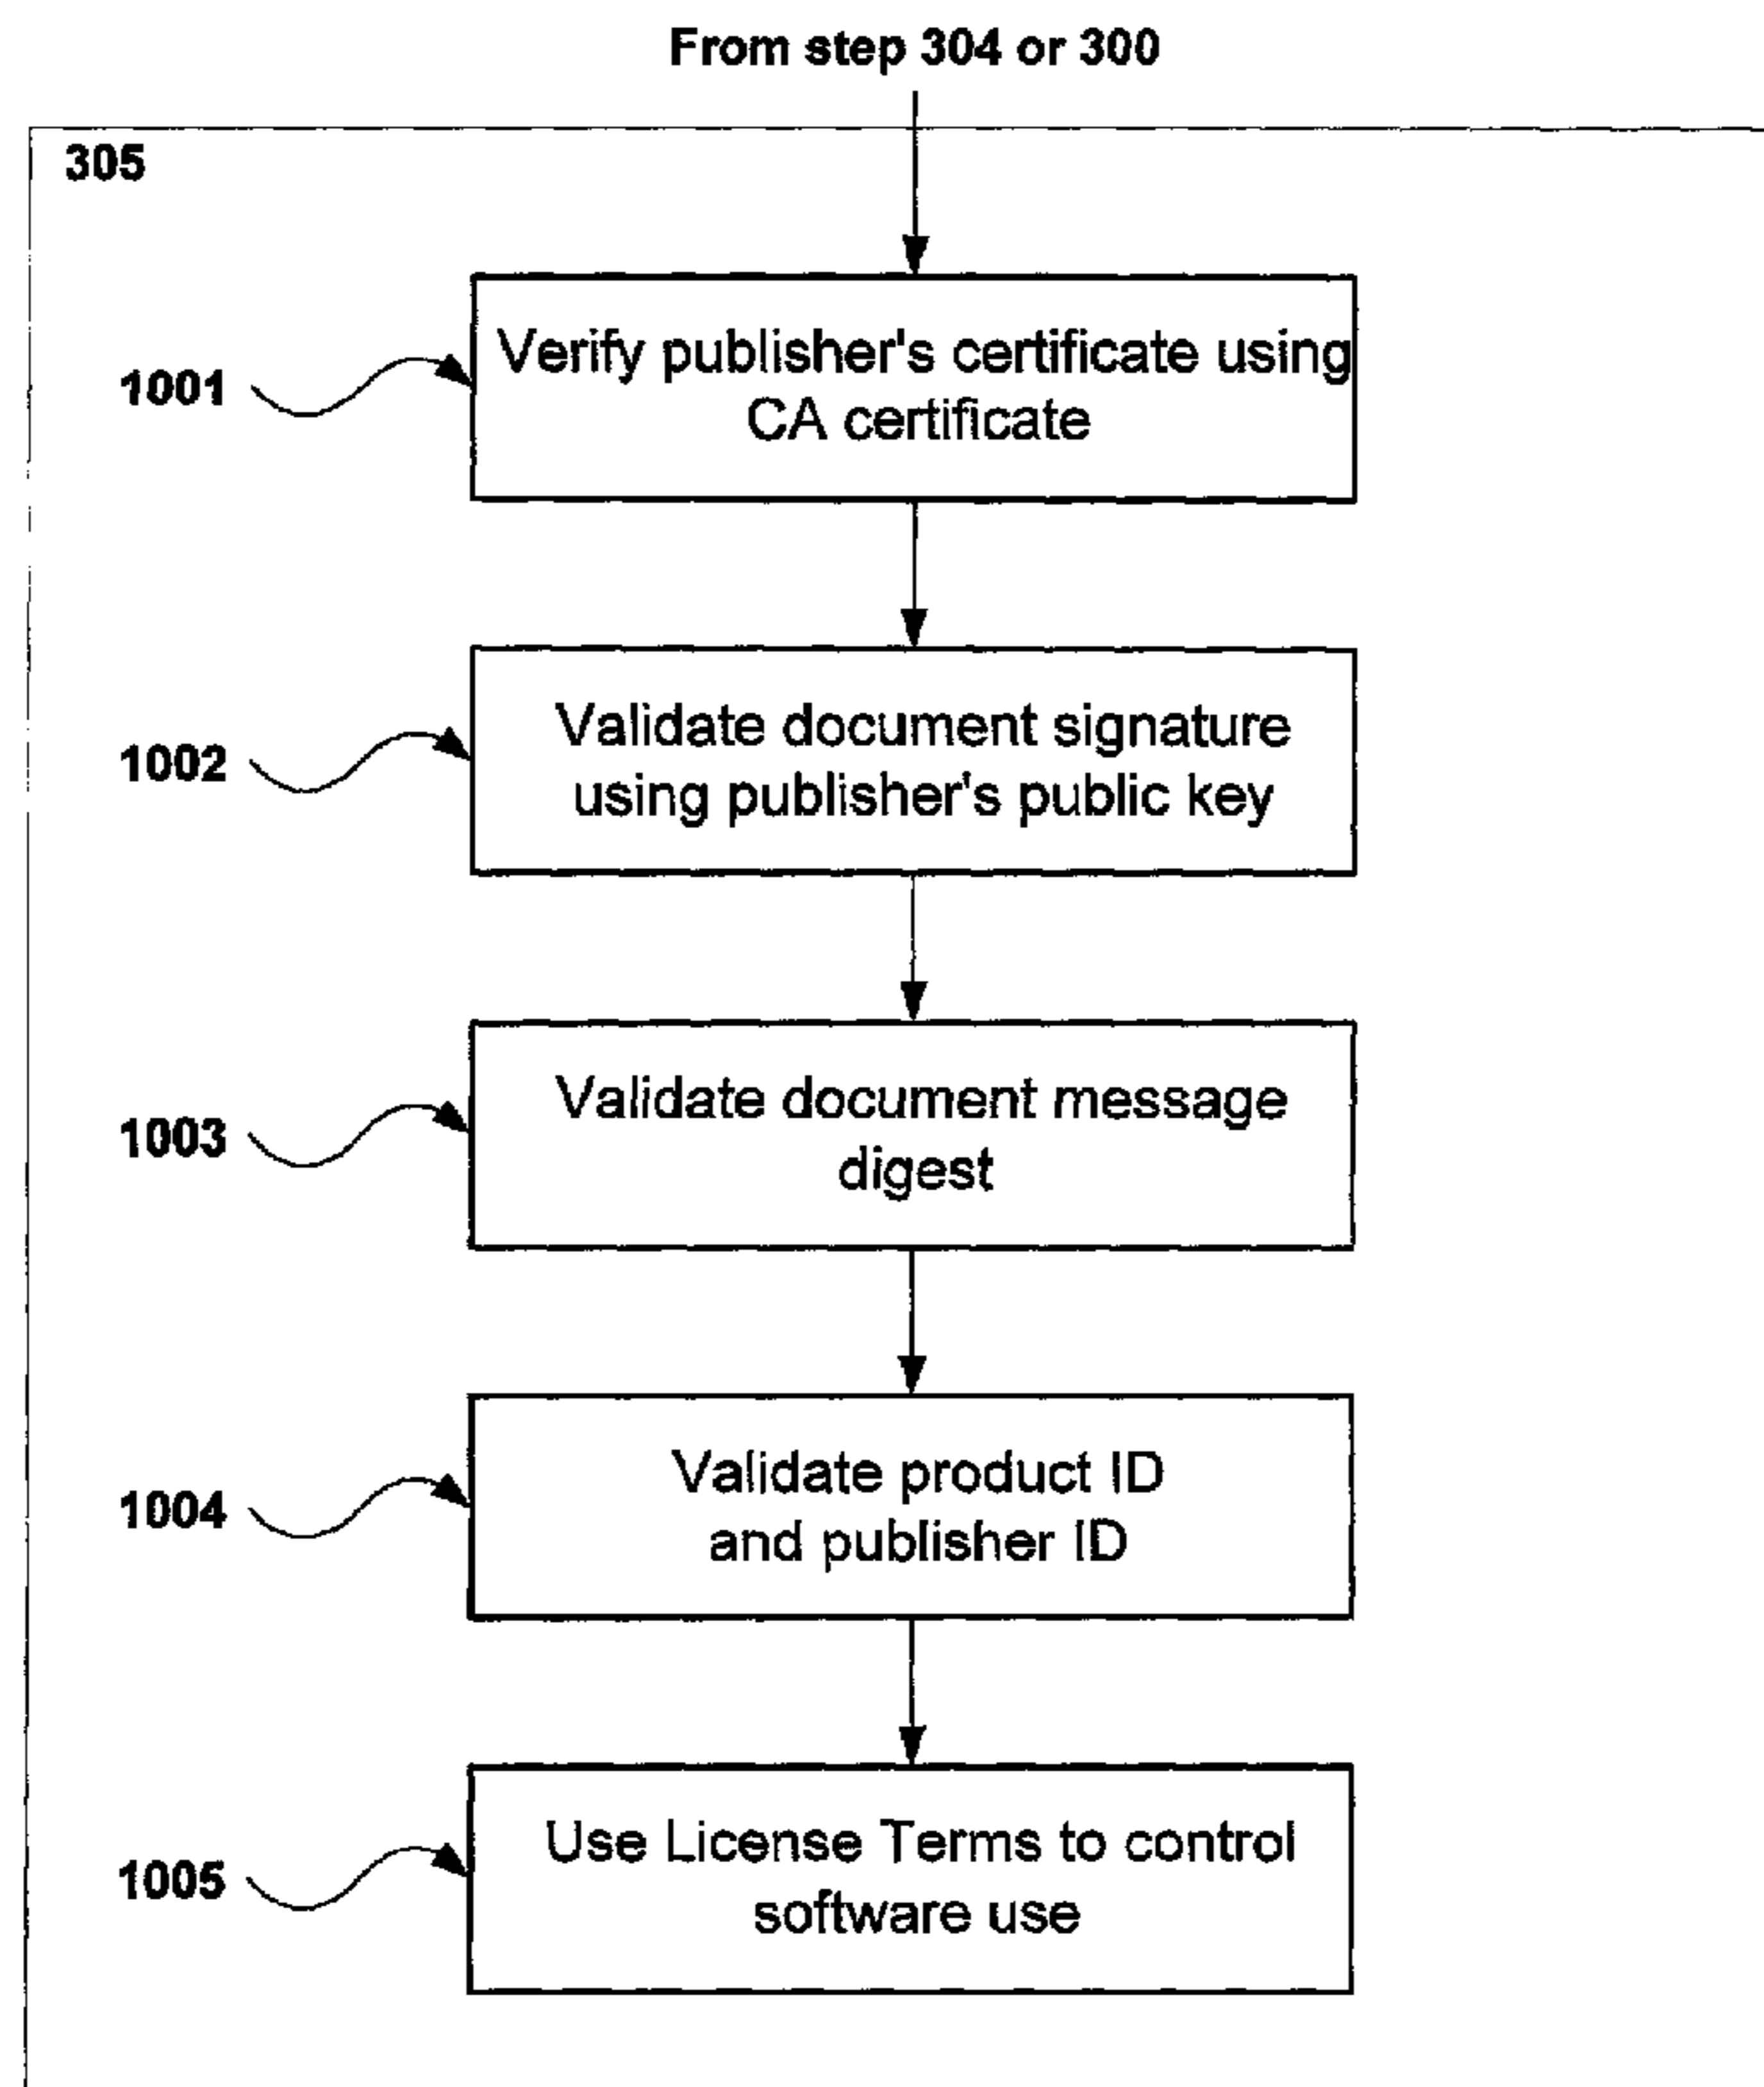 From step 304 or 300
305
1001
Verify publisher's certificate using
CA certificate
1002
Validate document signature
using publisher's public key
1003
Validate document message
digest
1004
Validate product ID
and publisher ID
1005
Use License Terms to control
software use